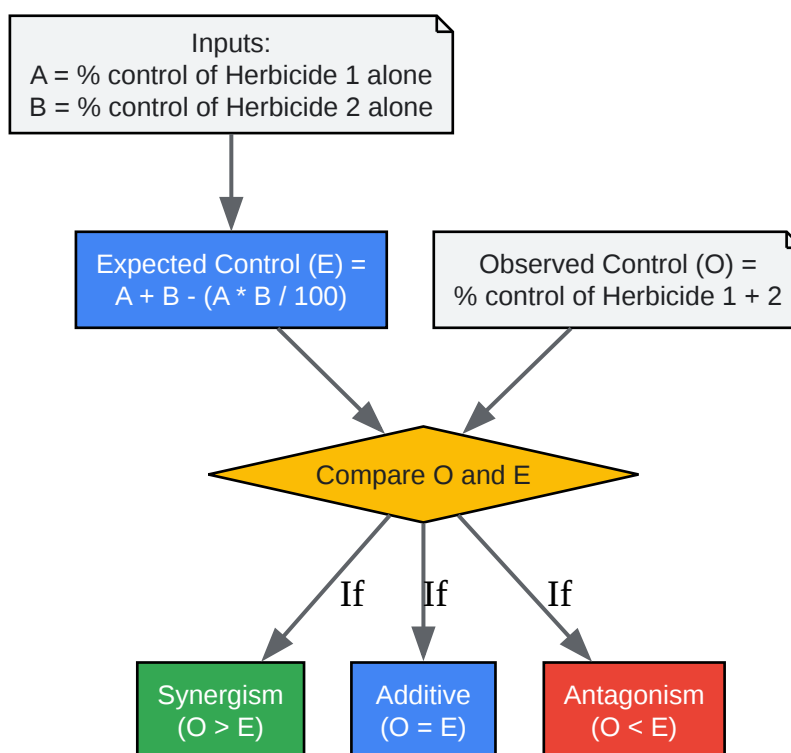 Inputs:
A = % control of Herbicide 1 alone
B = % control of Herbicide 2 alone
Expected Control (E) =
A + B - (A * B / 100)
Observed Control (O) =
% control of Herbicide 1 + 2
Compare O and E
If
If
If
Synergism
(O > E)
Additive
(O = E)
Antagonism
(O < E)